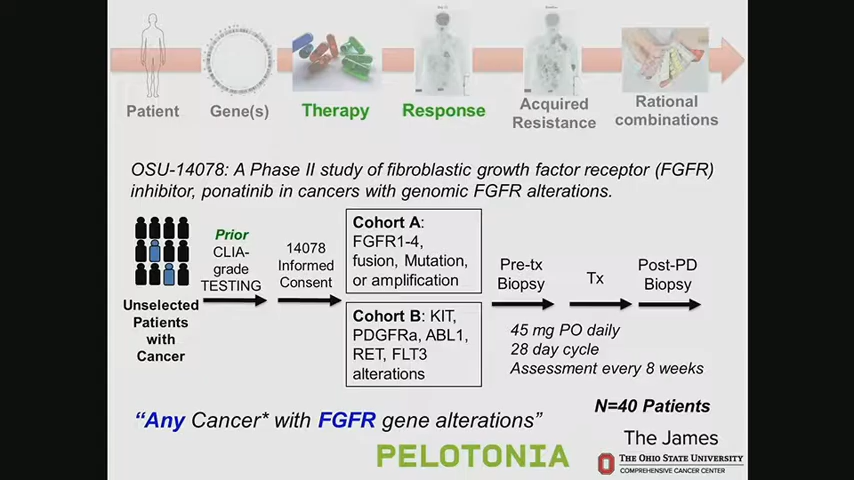 Patient
Gene(s)
Therapy
Response
Acquired
Resistance
Rational
combinations
OSU-14078: A Phase II study of fibroblastic growth factor receptor (FGFR)
inhibitor, ponatinib in cancers with genomic FGFR alterations.
Unselected
Patients
with
Cancer
Prior
CLIA-
grade
TESTING
14078
Informed
Consent
Cohort A:
FGFR1-4,
fusion, Mutation,
or amplification
Cohort B: KIT,
PDGFRa, ABL1,
RET, FLT3
alterations
Pre-tx
Biopsy
Tx
Post-PD
Biopsy
45 mg PO daily
28 day cycle
Assessment every 8 weeks
N=40 Patients
“Any Cancer* with FGFR gene alterations”
PELOTONIA
The James
THE OHIO STATE UNIVERSITY
COMPREHENSIVE CANCER CENTER